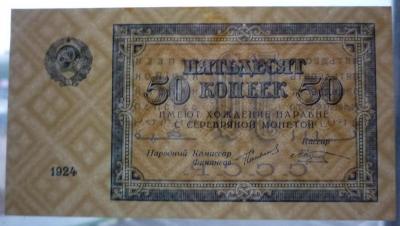 ПЯТЬДЕСЯТ
50 КОПЕЕК 50
ИМЕЮТ ХОЖДЕНИЕ НАРАВНЕ
С СЕРЕБРЯНОЙ МОНЕТОЙ
Народный Комиссар
Финансов
Кассир
1924